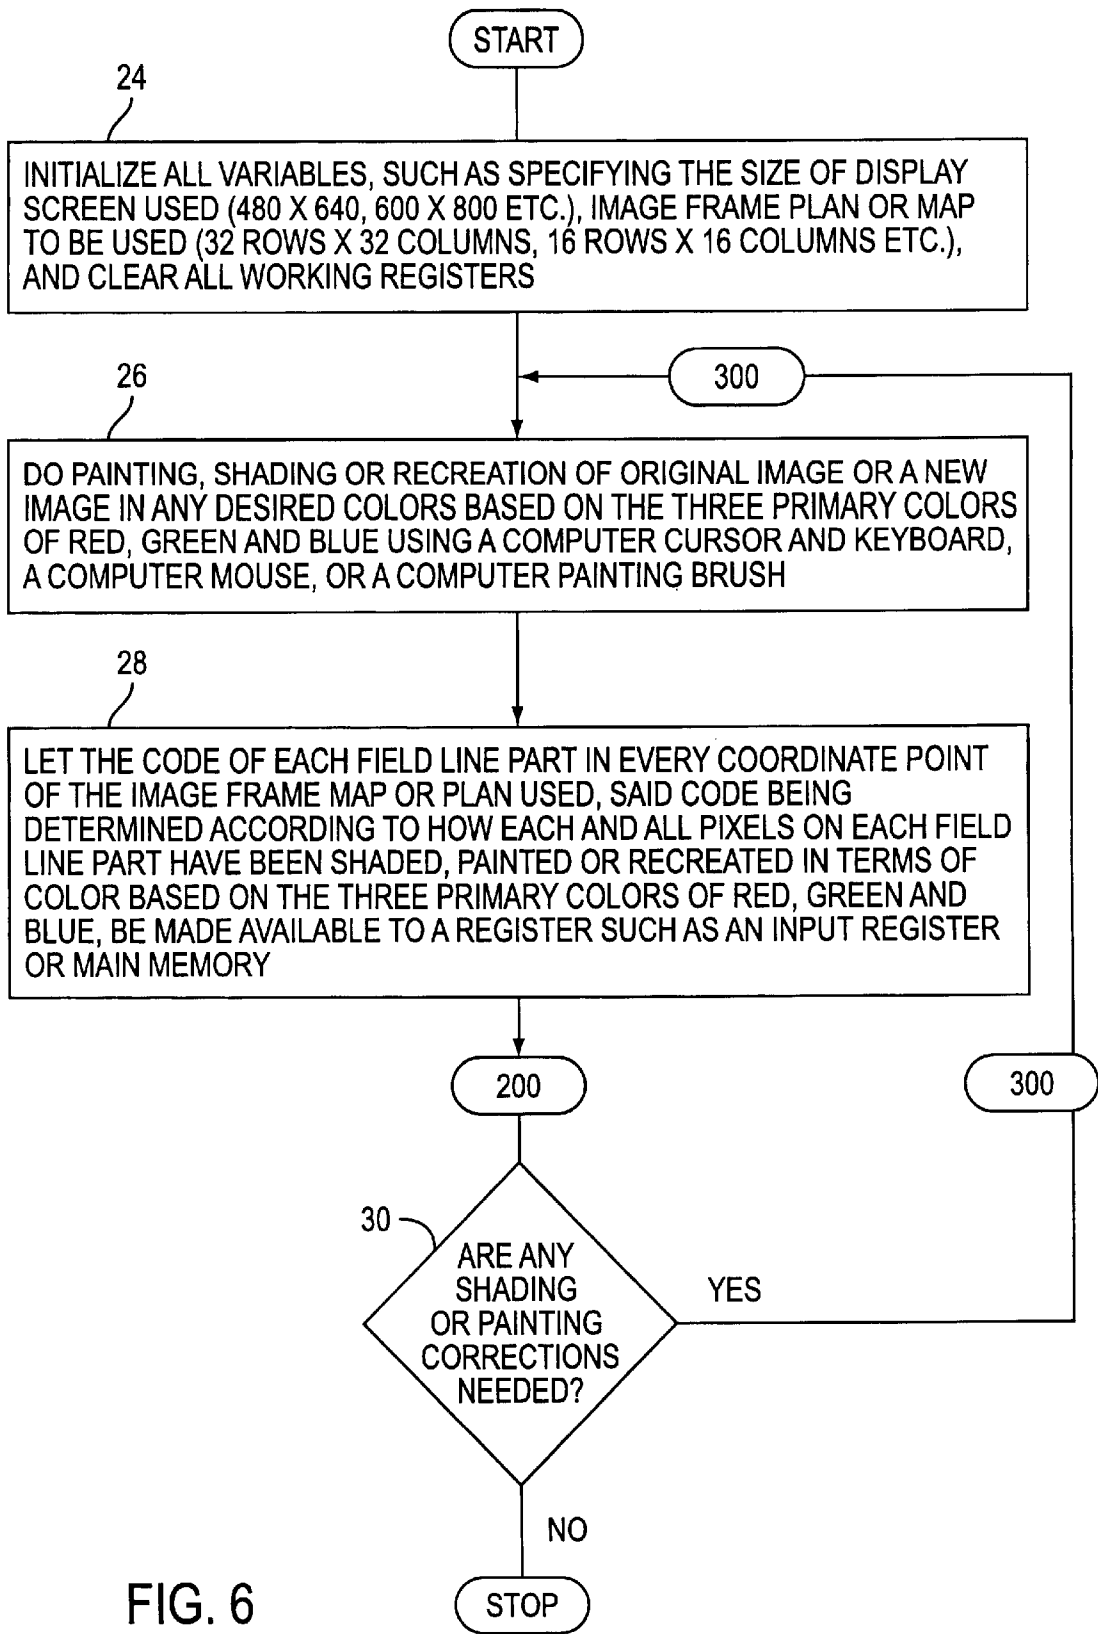 START
24
INITIALIZE ALL VARIABLES, SUCH AS SPECIFYING THE SIZE OF DISPLAY
SCREEN USED (480 X 640, 600 X 800 ETC.), IMAGE FRAME PLAN OR MAP
TO BE USED (32 ROWS X 32 COLUMNS, 16 ROWS X 16 COLUMNS ETC.),
AND CLEAR ALL WORKING REGISTERS
300
26
DO PAINTING, SHADING OR RECREATION OF ORIGINAL IMAGE OR A NEW
IMAGE IN ANY DESIRED COLORS BASED ON THE THREE PRIMARY COLORS
OF RED, GREEN AND BLUE USING A COMPUTER CURSOR AND KEYBOARD,
A COMPUTER MOUSE, OR A COMPUTER PAINTING BRUSH
28
LET THE CODE OF EACH FIELD LINE PART IN EVERY COORDINATE POINT
OF THE IMAGE FRAME MAP OR PLAN USED, SAID CODE BEING
DETERMINED ACCORDING TO HOW EACH AND ALL PIXELS ON EACH FIELD
LINE PART HAVE BEEN SHADED, PAINTED OR RECREATED IN TERMS OF
COLOR BASED ON THE THREE PRIMARY COLORS OF RED, GREEN AND
BLUE, BE MADE AVAILABLE TO A REGISTER SUCH AS AN INPUT REGISTER
OR MAIN MEMORY
200
300
30
ARE ANY
SHADING
OR PAINTING
CORRECTIONS
NEEDED?
YES
NO
STOP
FIG. 6